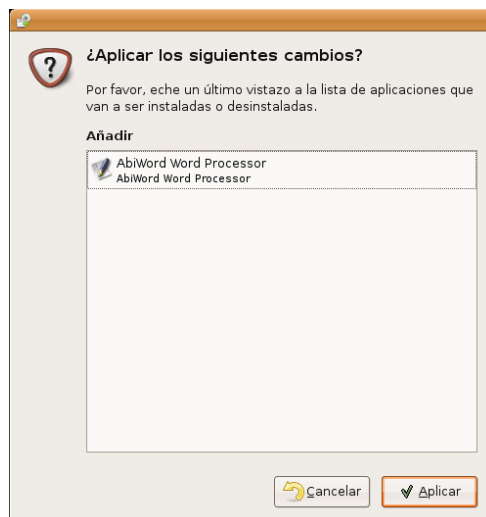 ¿Aplicar los siguientes cambios?
Por favor, eche un último vistazo a la lista de aplicaciones que
van a ser instaladas o desinstaladas.
Añadir
AbiWord Word Processor
AbiWord Word Processor
Cancelar
Aplicar